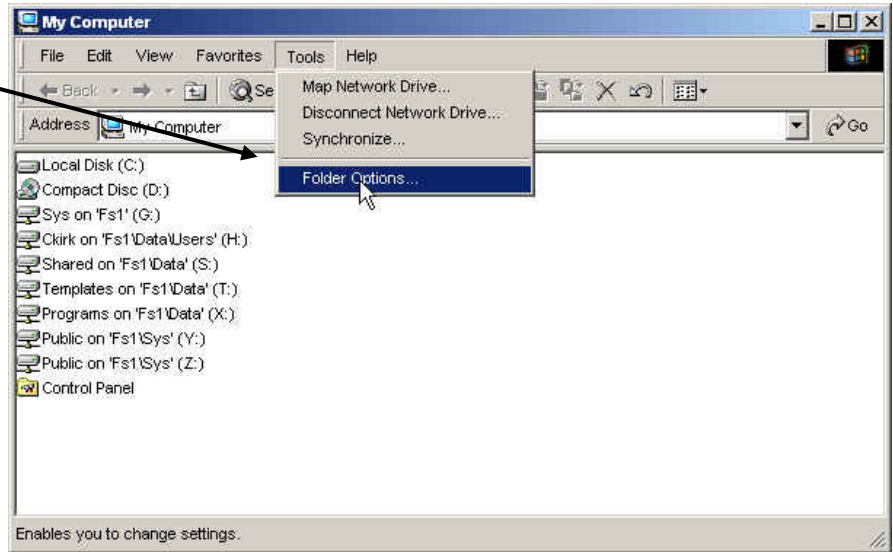 My Computer
File Edit View Favorites Tools Help
Back Se
Map Network Drive...
Disconnect Network Drive...
Synchronize...
Folder Options...
Address My Computer Go
Local Disk (C:)
Compact Disc (D:)
Sys on 'Fs1' (G:)
Ckirk on 'Fs1\Data\Users' (H:)
Shared on 'Fs1\Data' (S:)
Templates on 'Fs1\Data' (T:)
Programs on 'Fs1\Data' (X:)
Public on 'Fs1\Sys' (Y:)
Public on 'Fs1\Sys' (Z:)
Control Panel
Enables you to change settings.